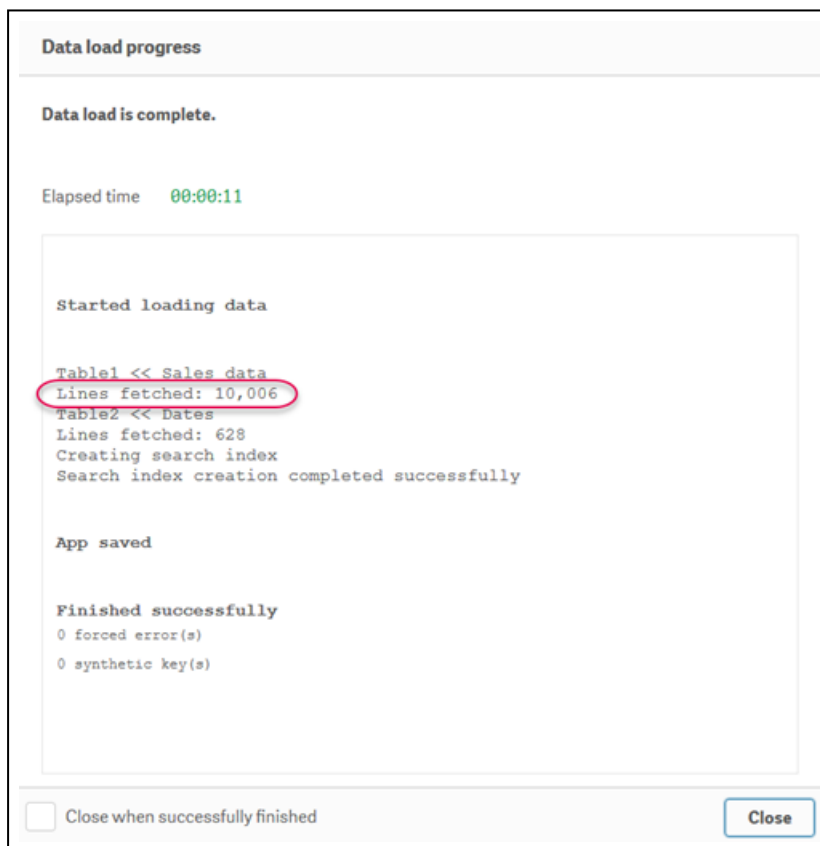 Data load progress
Data load is complete.
Elapsed time 00:00:11
Started loading data
Table1 << Sales data
Lines fetched: 10,006
Table2 << Dates
Lines fetched: 628
Creating search index
Search index creation completed successfully
App saved
Finished successfully
0 forced error(s)
0 synthetic key(s)
Close when successfully finished
Close